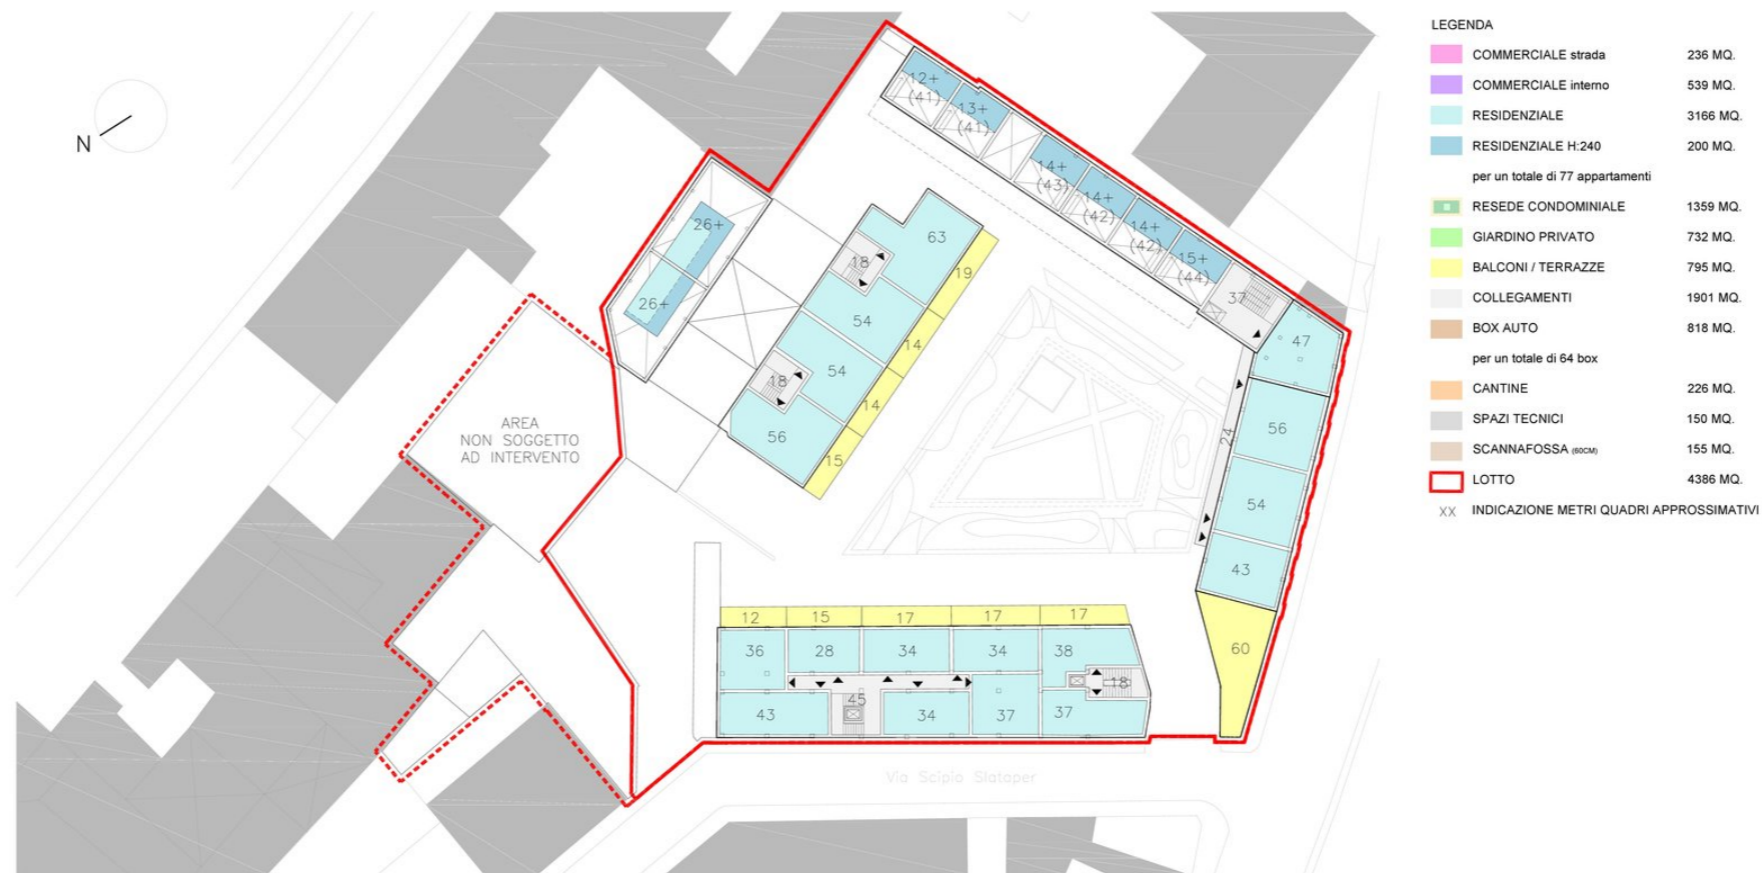 N
12+
(41)
13+
(41)
14+
(43)
14+
(42)
14+
(42)
15+
(44)
37
26+
26+
63
18
19
54
14
54
18
14
56
15
47
56
24
54
43
60
AREA
NON SOGGETTO
AD INTERVENTO
12 15 17 17 17
36 28 34 34 38
18
45
43 34 37 37
Via Scipio Slataper
LEGENDA
COMMERCIALE strada 236 MQ.
COMMERCIALE interno 539 MQ.
RESIDENZIALE 3166 MQ.
RESIDENZIALE H:240 200 MQ.
per un totale di 77 appartamenti
RESEDE CONDOMINIALE 1359 MQ.
GIARDINO PRIVATO 732 MQ.
BALCONI / TERRAZZE 795 MQ.
COLLEGAMENTI 1901 MQ.
BOX AUTO 818 MQ.
per un totale di 64 box
CANTINE 226 MQ.
SPAZI TECNICI 150 MQ.
SCANNAFOSSA (60CM) 155 MQ.
LOTTO 4386 MQ.
XX INDICAZIONE METRI QUADRI APPROSSIMATIVI